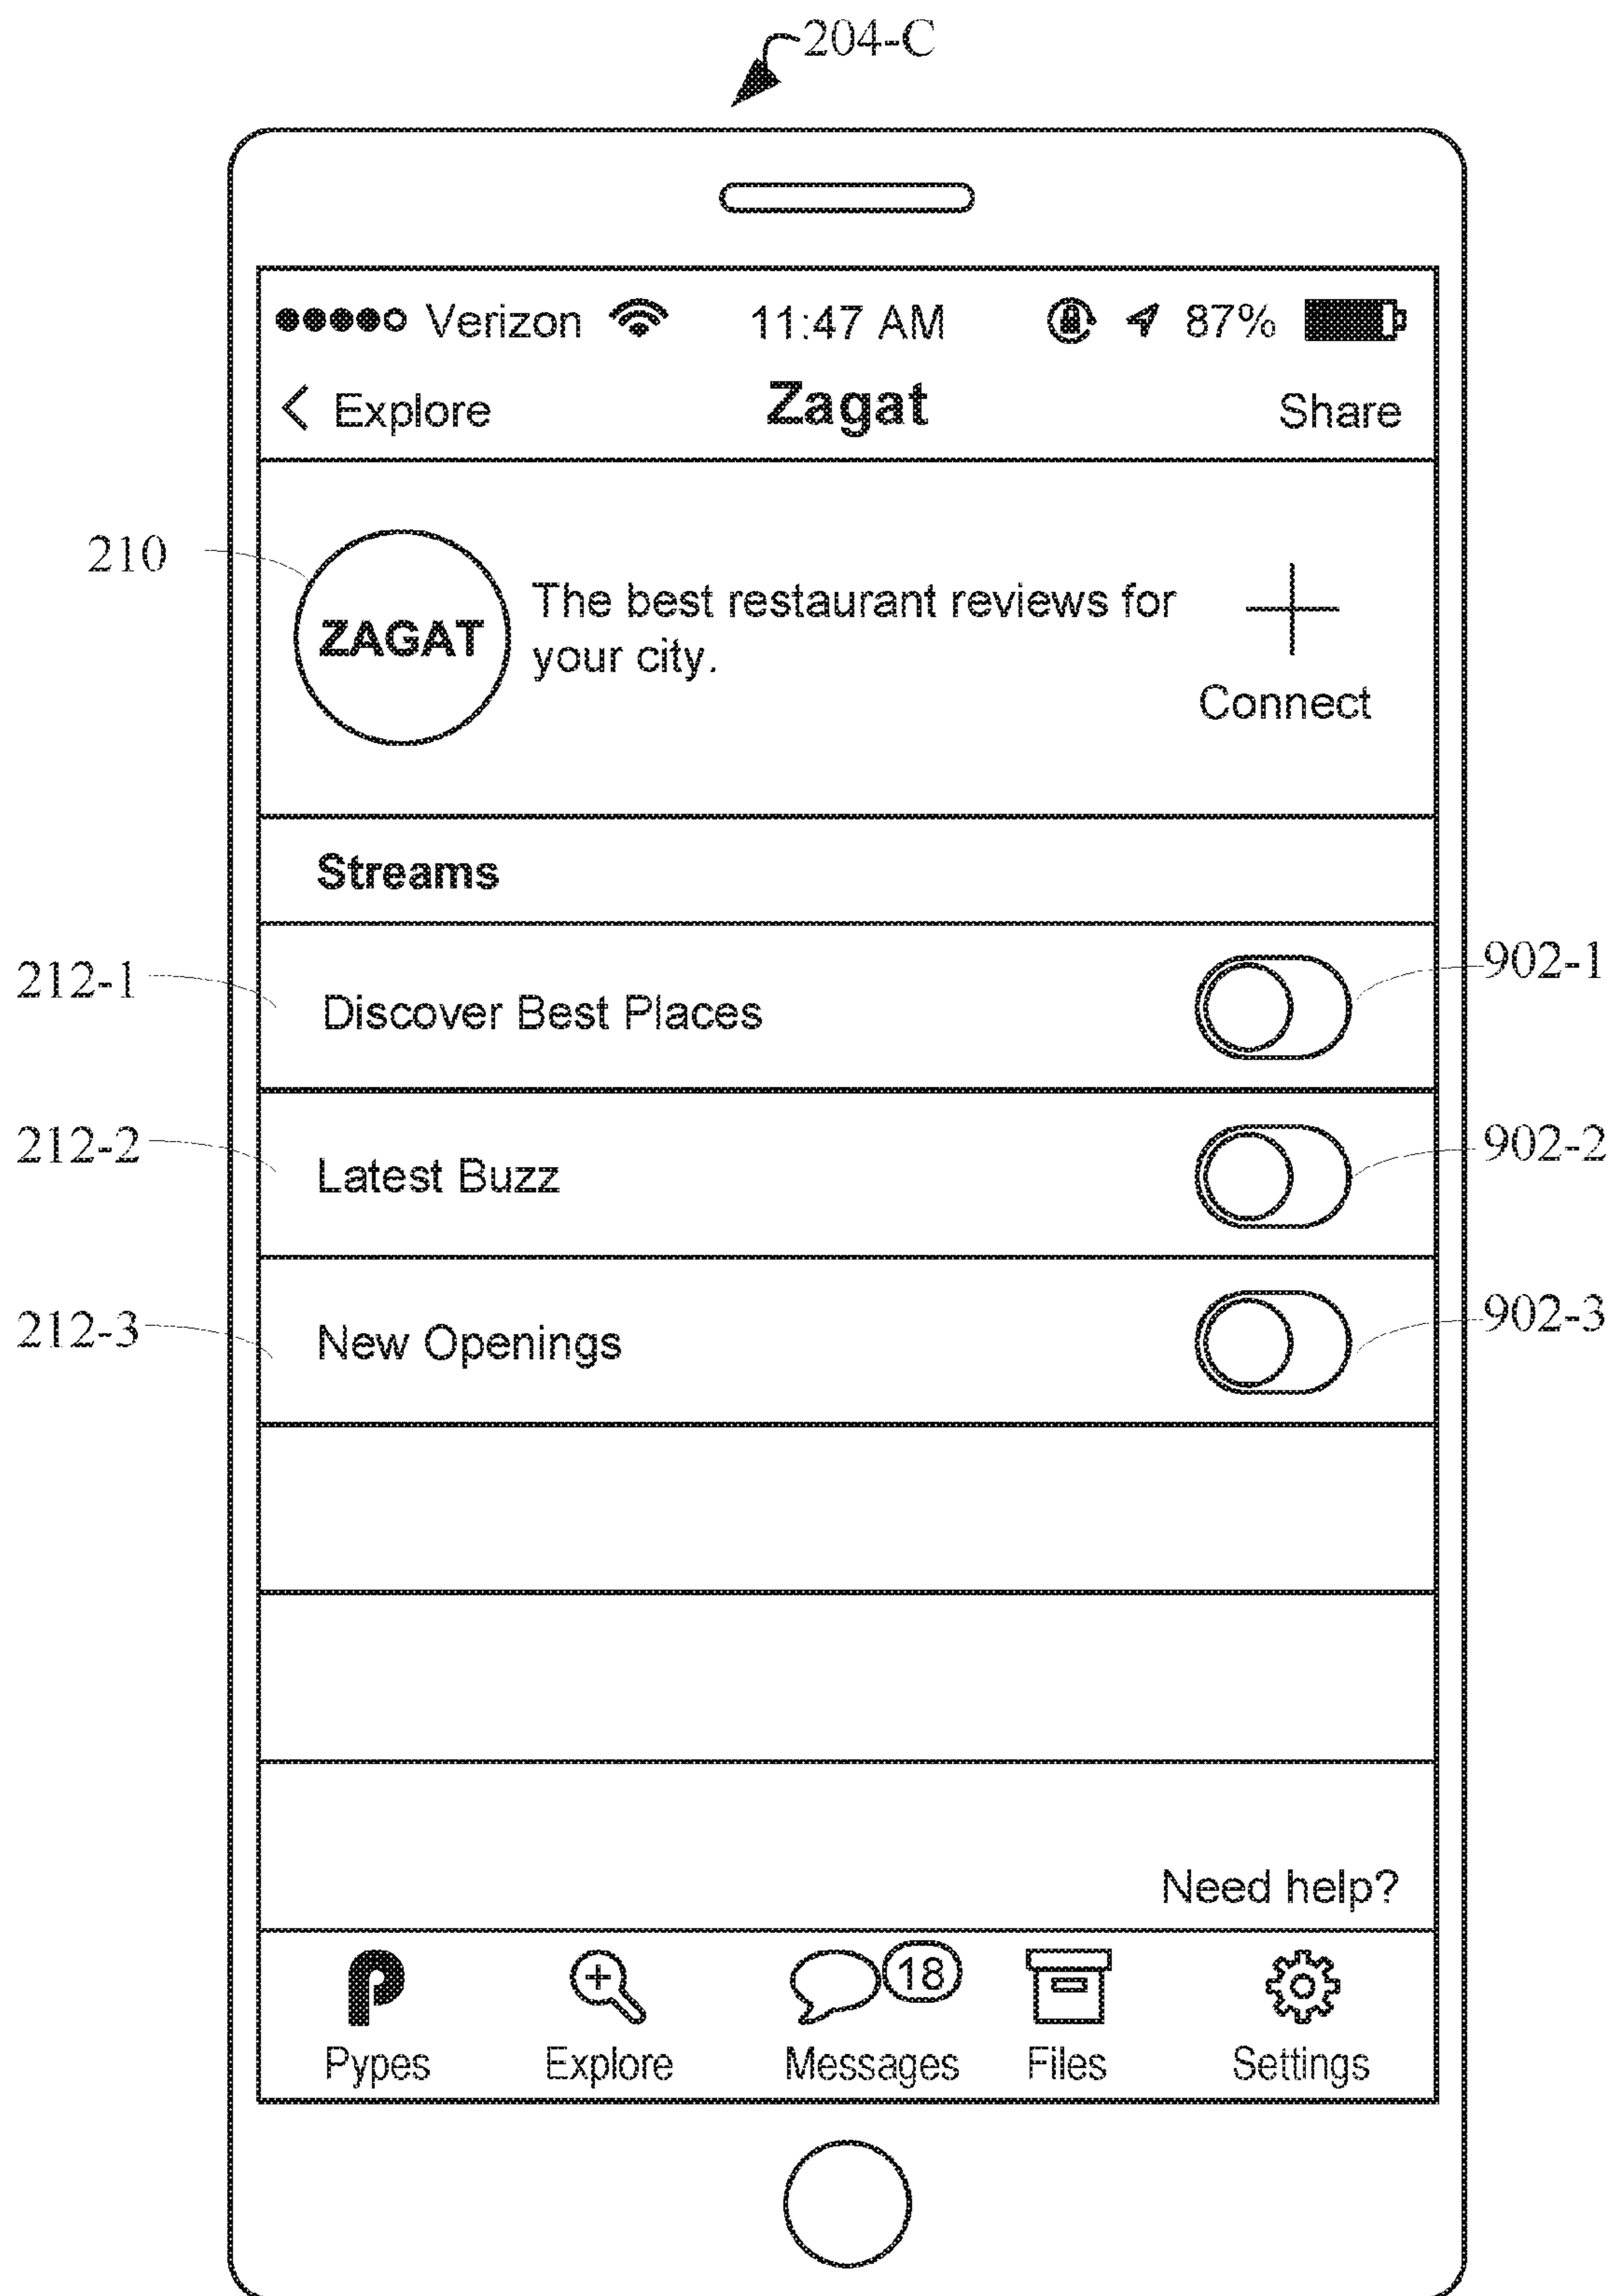 204-C
Verizon 11:47 AM 87%
< Explore Zagat Share
210
ZAGAT
The best restaurant reviews for
your city.
Connect
Streams
212-1 Discover Best Places 902-1
212-2 Latest Buzz 902-2
212-3 New Openings 902-3
Need help?
18
Pypes Explore Messages Files Settings